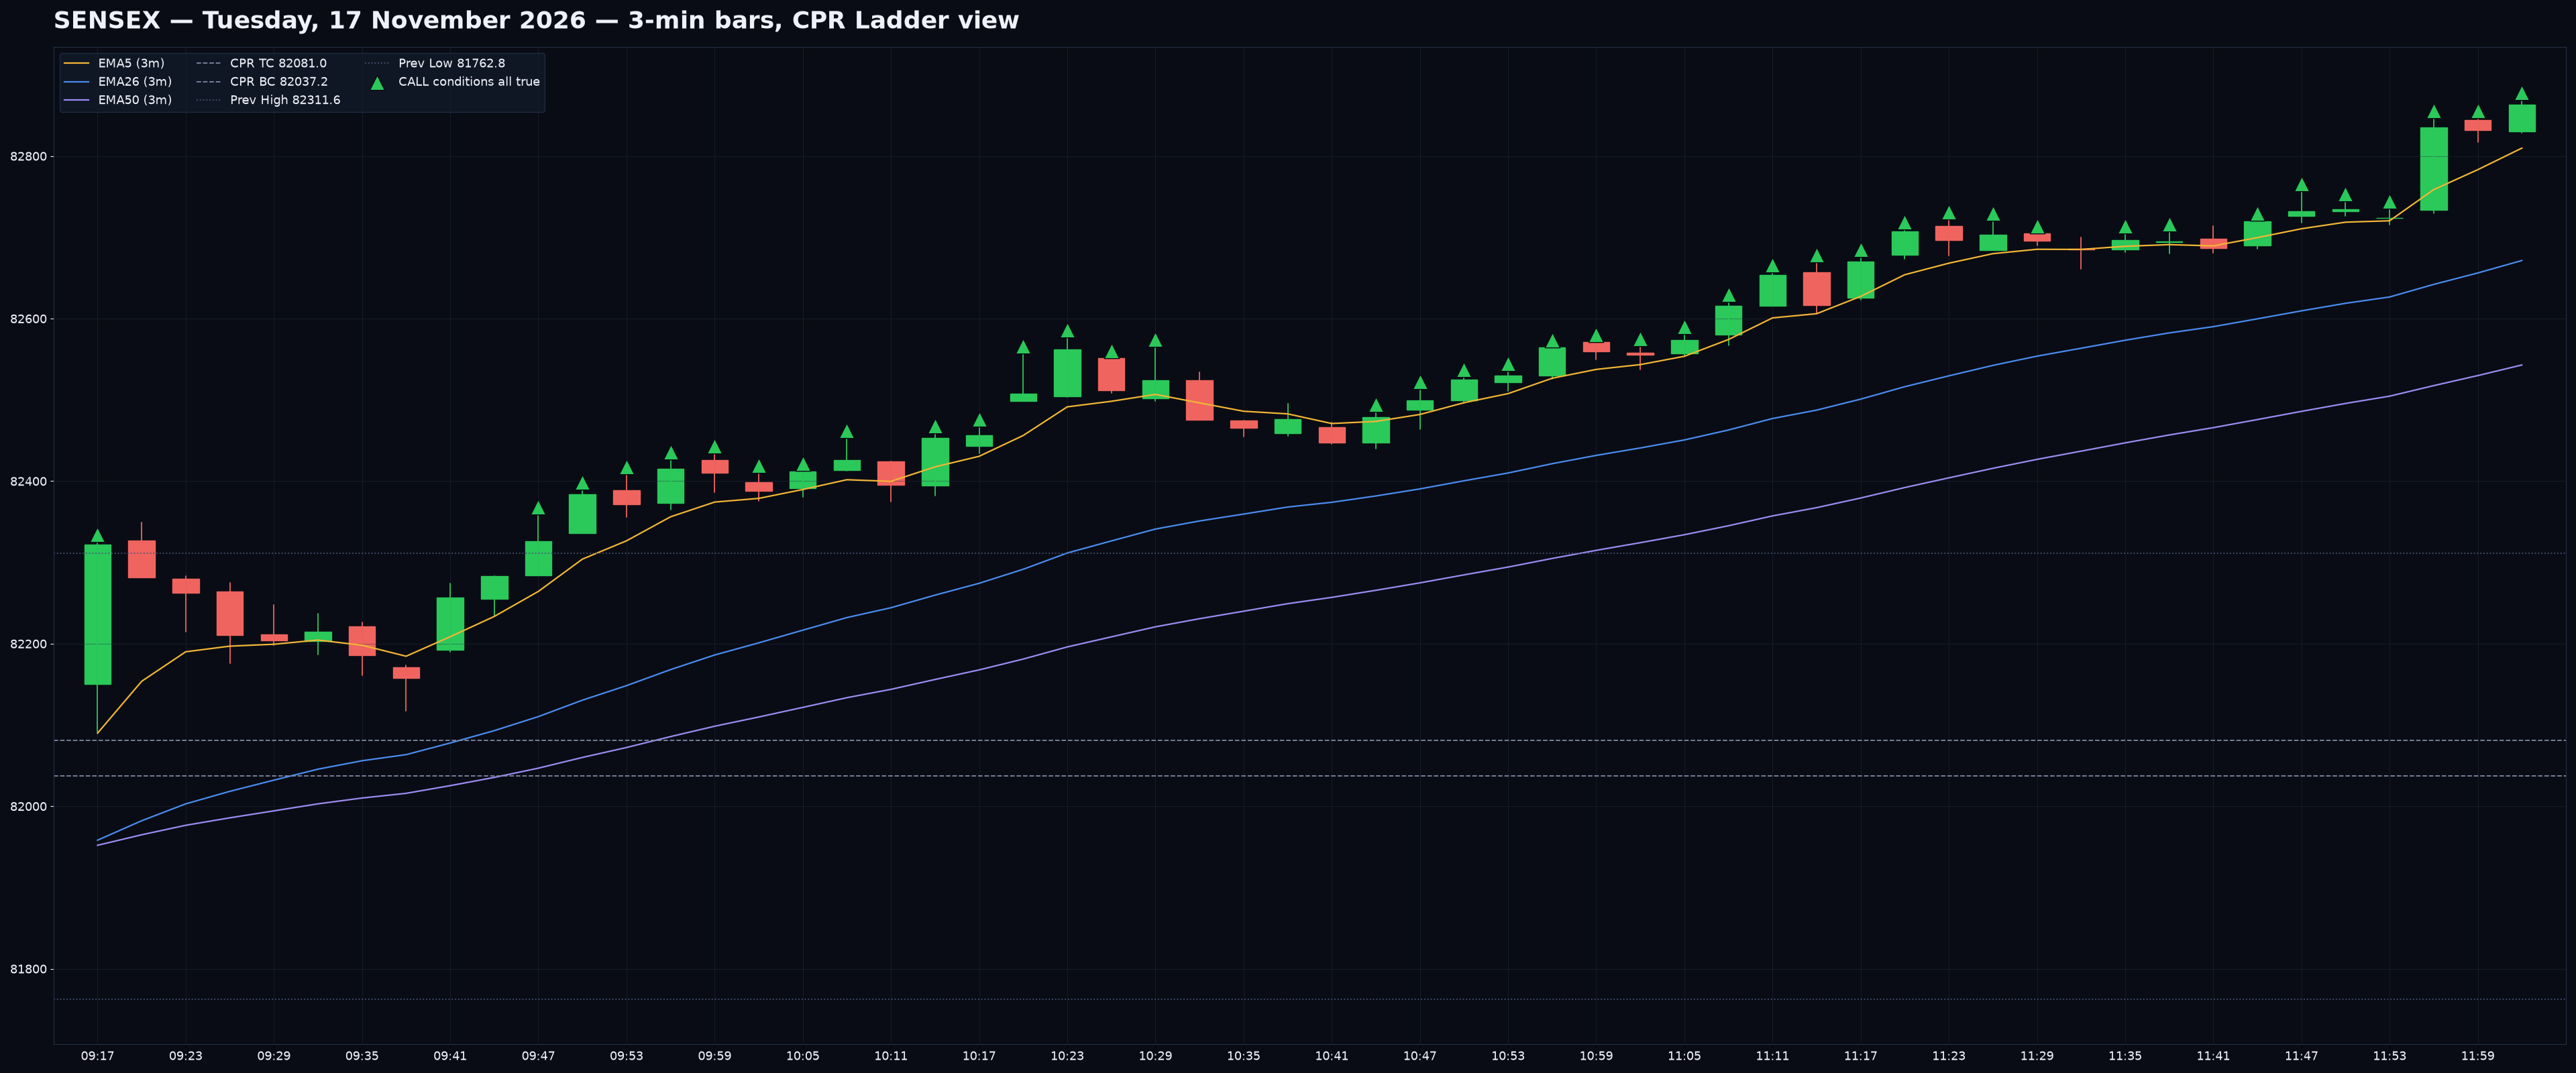 SENSEX — Tuesday, 17 November 2026 — 3-min bars, CPR Ladder view
EMA5 (3m)
EMA26 (3m)
EMA50 (3m)
CPR TC 82081.0
CPR BC 82037.2
Prev High 82311.6
Prev Low 81762.8
CALL conditions all true
82800
82600
82400
82200
82000
81800
09:17 09:23 09:29 09:35 09:41 09:47 09:53 09:59 10:05 10:11 10:17 10:23 10:29 10:35 10:41 10:47 10:53 10:59 11:05 11:11 11:17 11:23 11:29 11:35 11:41 11:47 11:53 11:59